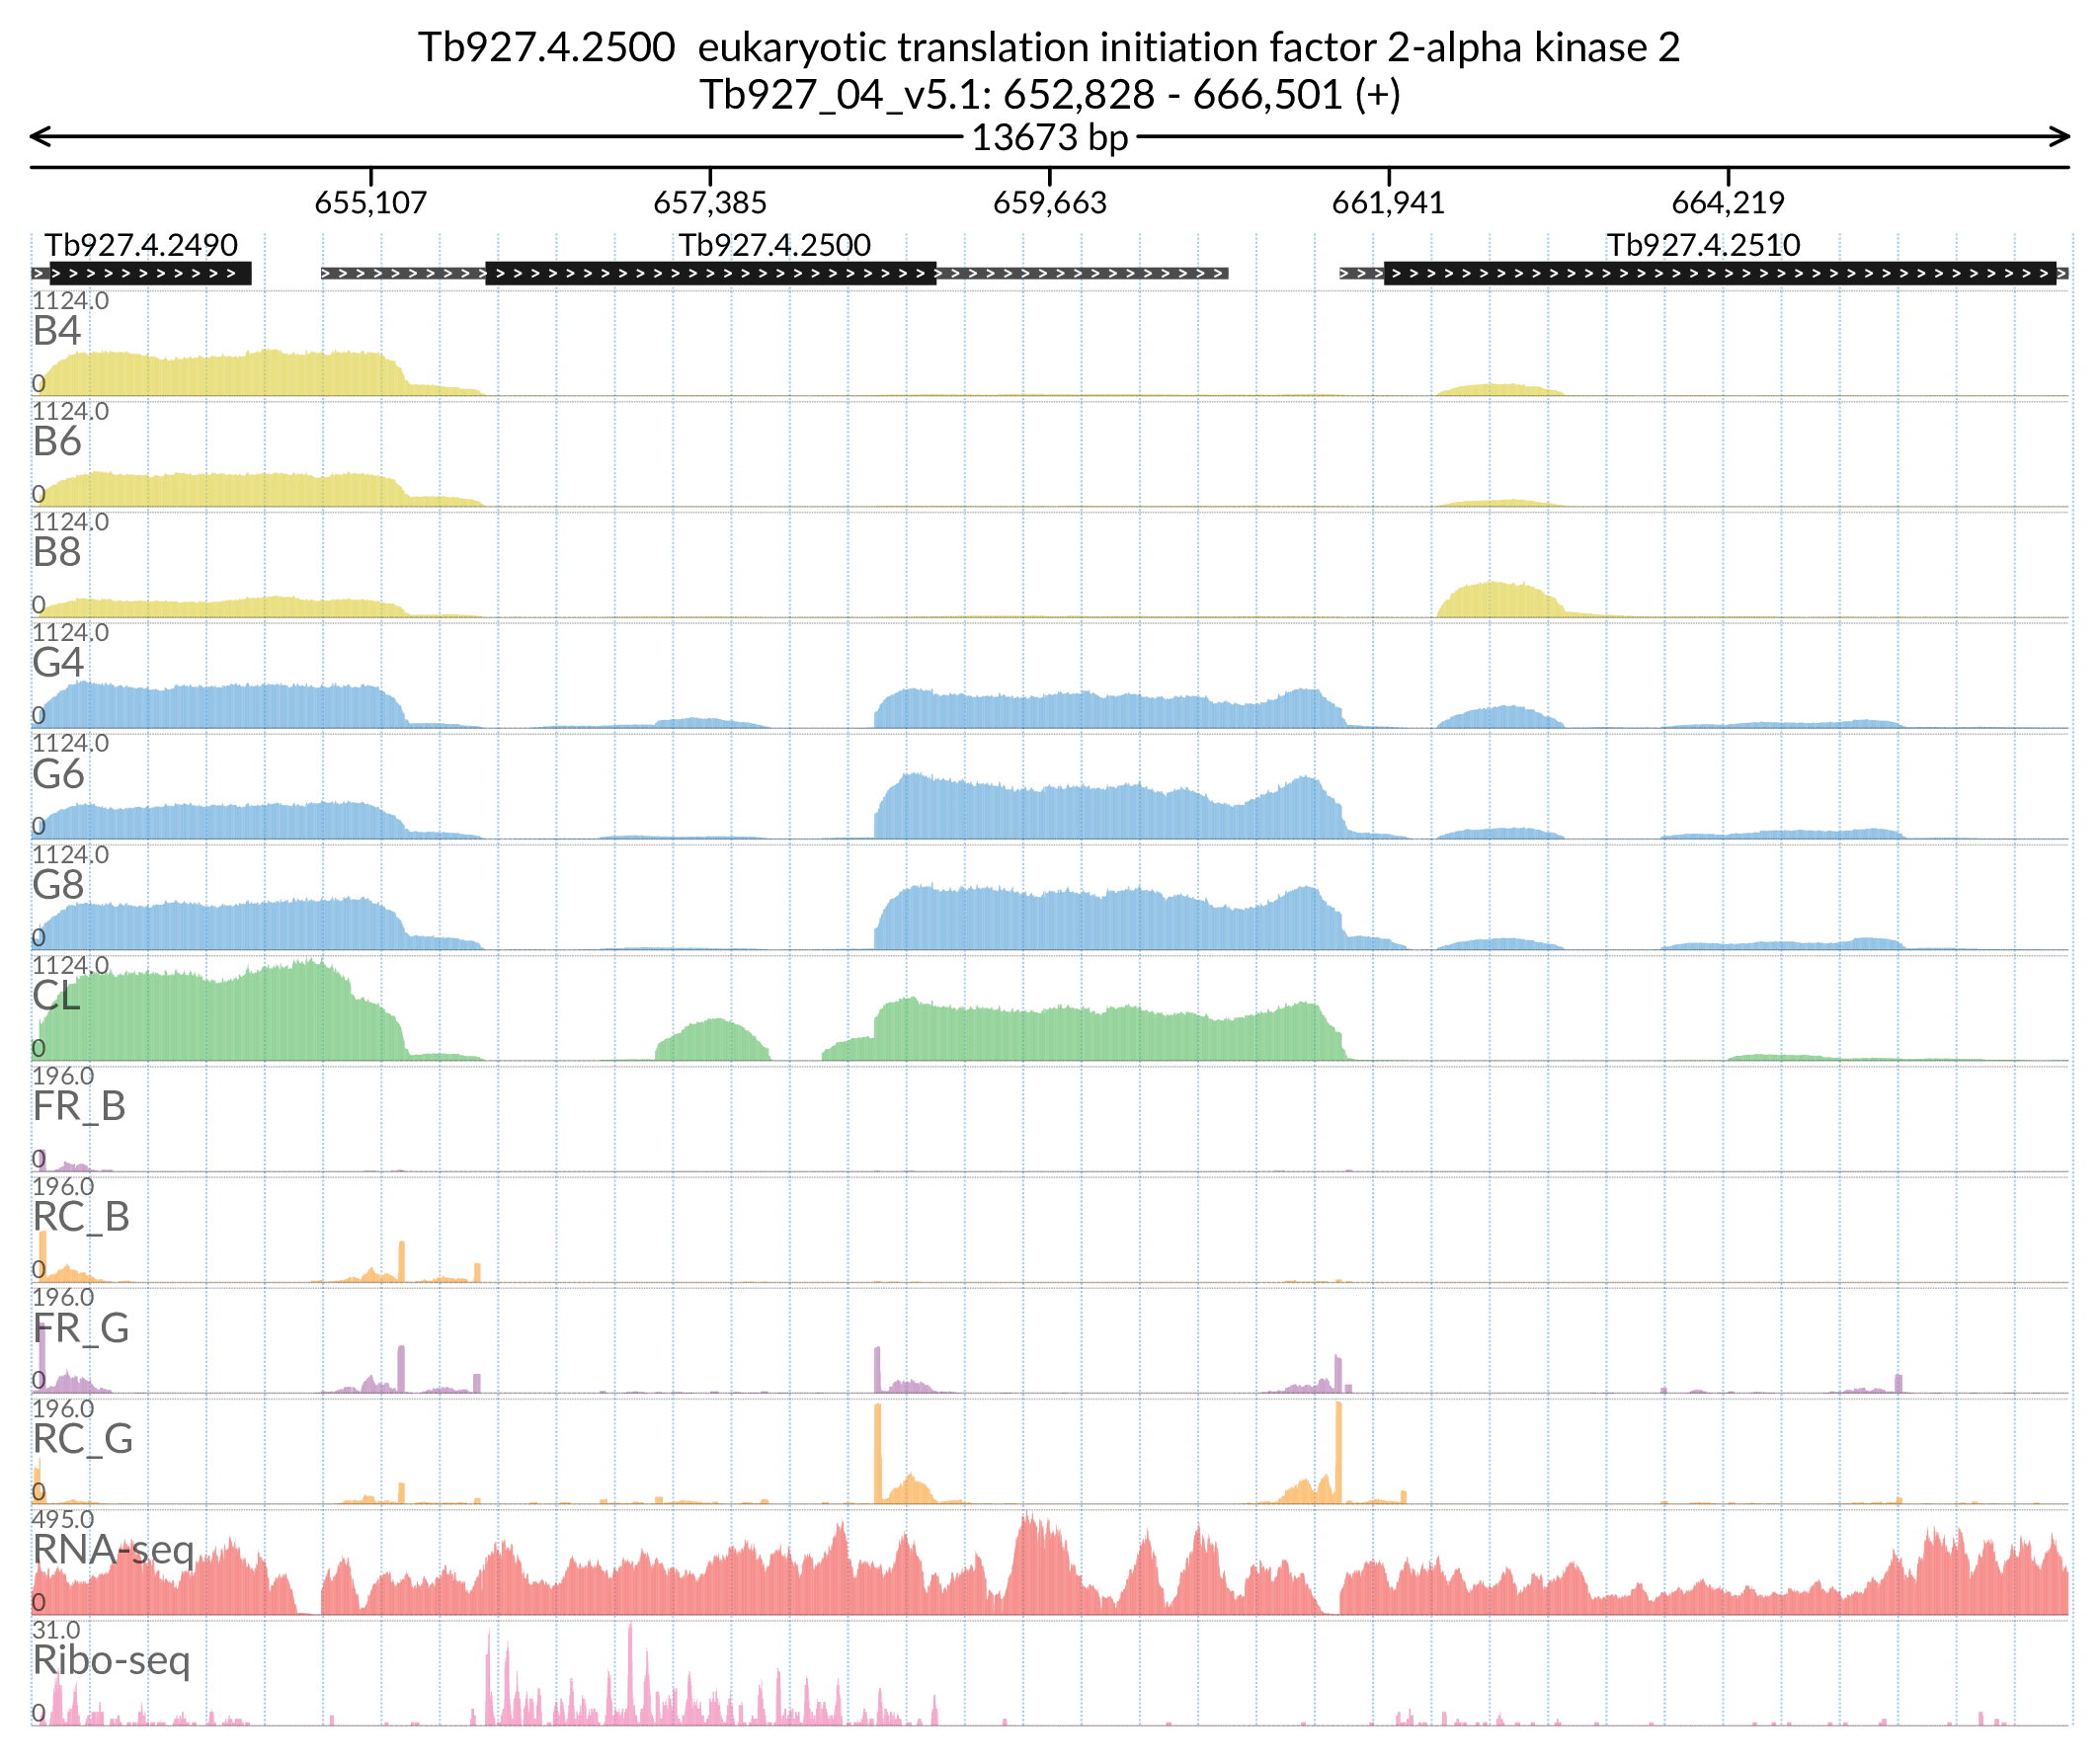 Tb927.4.2500  eukaryotic translation initiation factor 2-alpha kinase 2
Tb927_04_v5.1: 652,828 - 666,501 (+)
13673 bp
655,107 657,385 659,663 661,941 664,219
Tb927.4.2490 Tb927.4.2500 Tb927.4.2510
1124.0
B4
0
1124.0
B6
0
1124.0
B8
0
1124.0
G4
0
1124.0
G6
0
1124.0
G8
0
1124.0
CL
0
196.0
FR_B
0
196.0
RC_B
0
196.0
FR_G
0
196.0
RC_G
0
495.0
RNA-seq
0
31.0
Ribo-seq
0